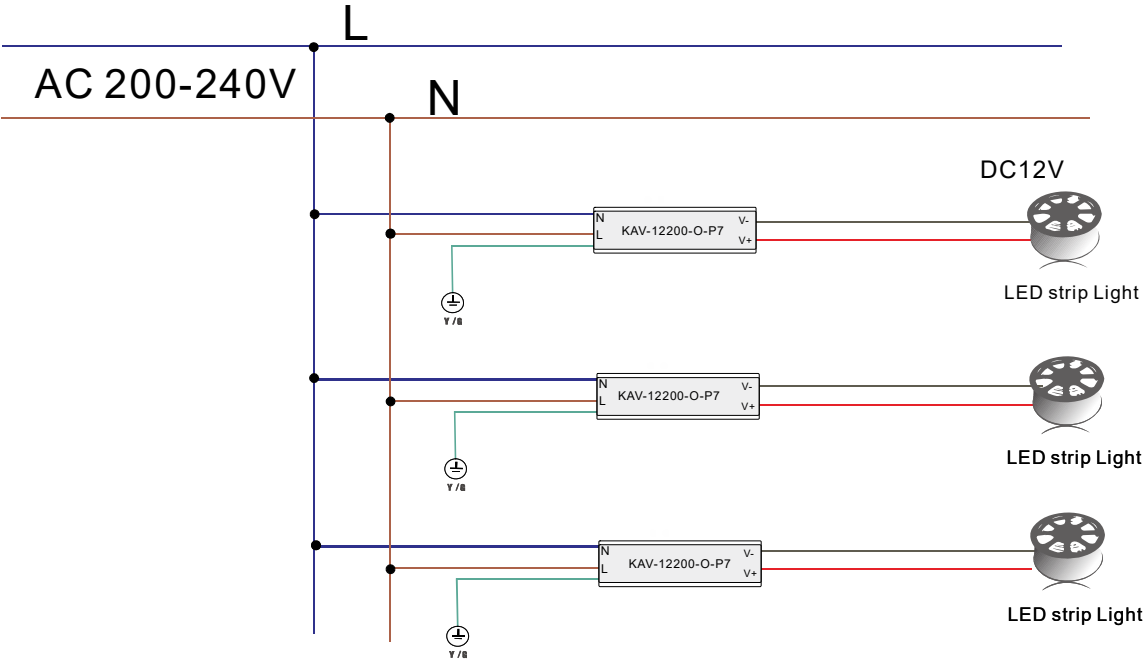 L
AC 200-240V
N
DC12V
N
L
KAV-12200-O-P7
V-
V+
LED strip Light
Y/G
N
L
KAV-12200-O-P7
V-
V+
LED strip Light
Y/G
N
L
KAV-12200-O-P7
V-
V+
LED strip Light
Y/G